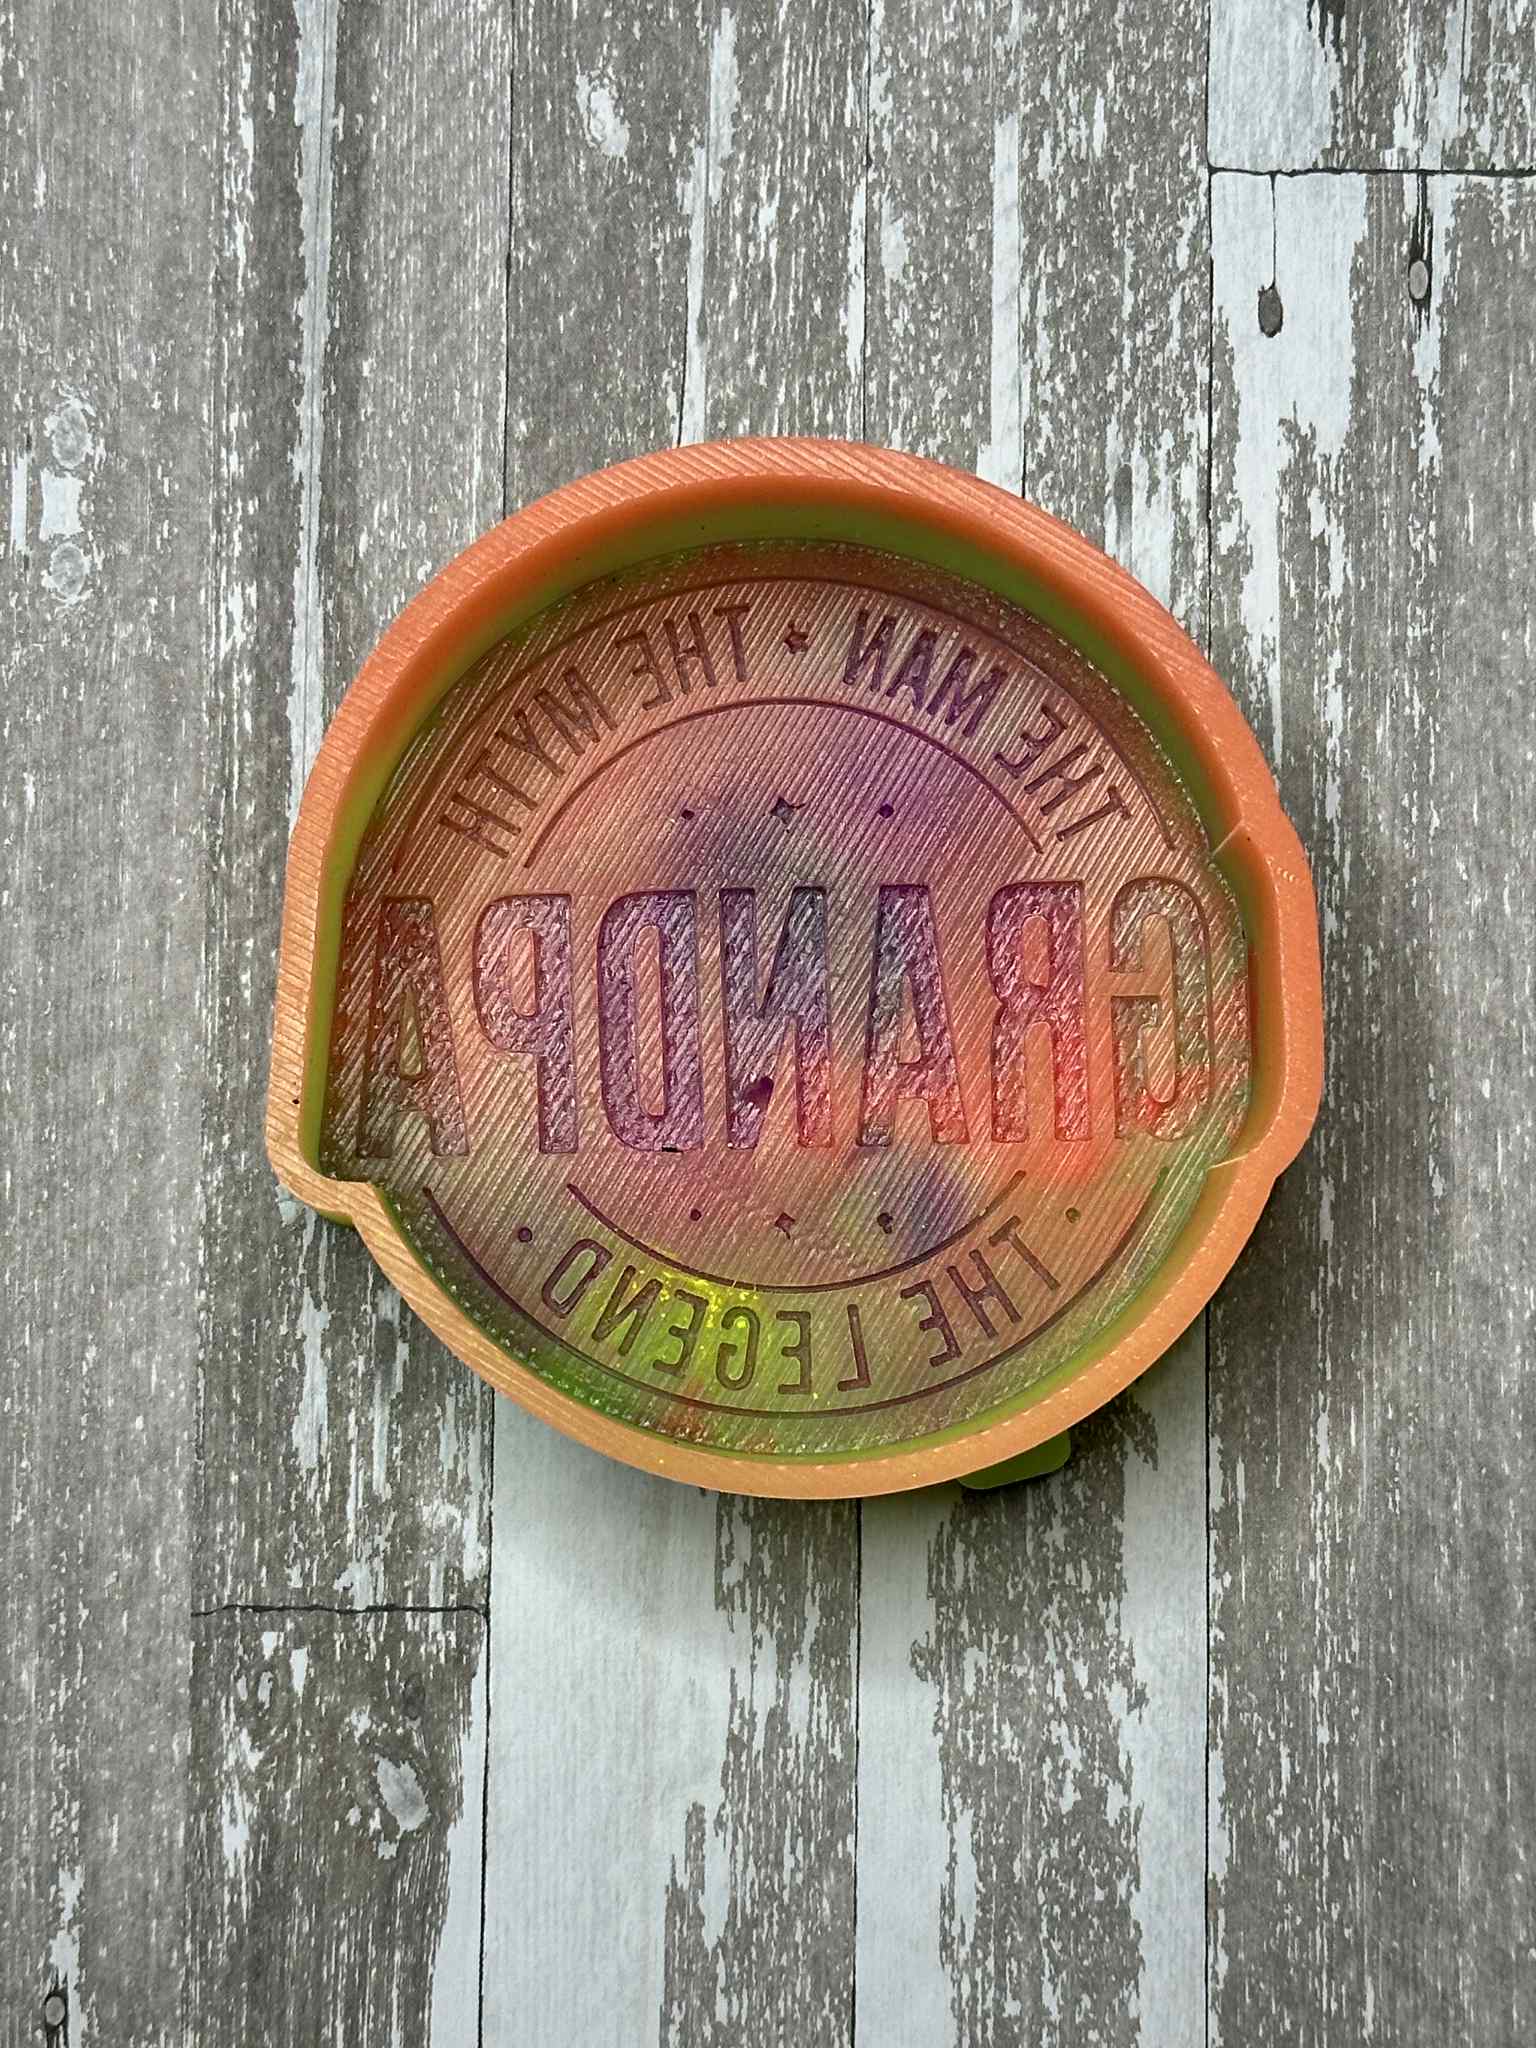 THE MAN • THE MYTH
GRANDPA
• THE LEGEND •